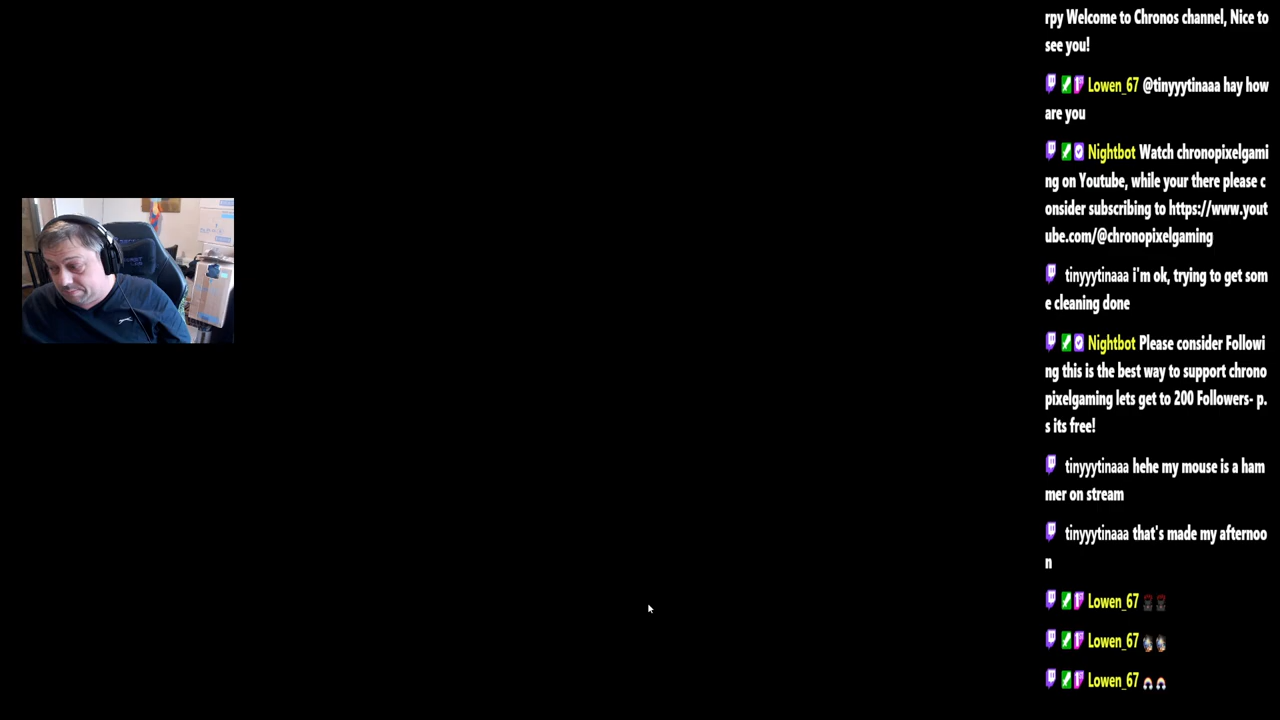 rpy Welcome to Chronos channel, Nice to
see you!
Lowen_67 @tinyyytinaaa hay how
are you
Nightbot Watch chronopixelgami
ng on Youtube, while your there please c
onsider subscribing to https://www.yout
ube.com/@chronopixelgaming
tinyyytinaaa i'm ok, trying to get som
e cleaning done
Nightbot Please consider Followi
ng this is the best way to support chrono
pixelgaming lets get to 200 Followers- p.
s its free!
tinyyytinaaa hehe my mouse is a ham
mer on stream
tinyyytinaaa that's made my afternoo
n
Lowen_67
Lowen_67
Lowen_67